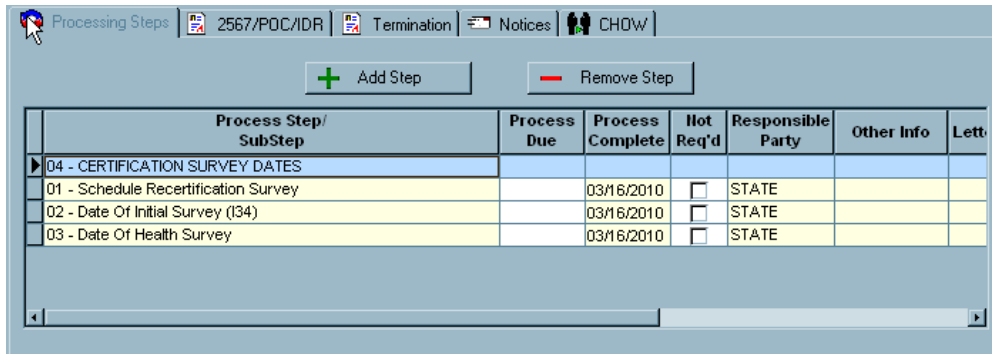 Processing Steps 2567/POC/IDR Termination Notices CHOW
Add Step Remove Step
Process Step/ Process Process Not Responsible
SubStep Due Complete Req'd Party Other Info Lett
04 - CERTIFICATION SURVEY DATES
01 - Schedule Recertification Survey 03/16/2010 STATE
02 - Date Of Initial Survey (I34) 03/16/2010 STATE
03 - Date Of Health Survey 03/16/2010 STATE